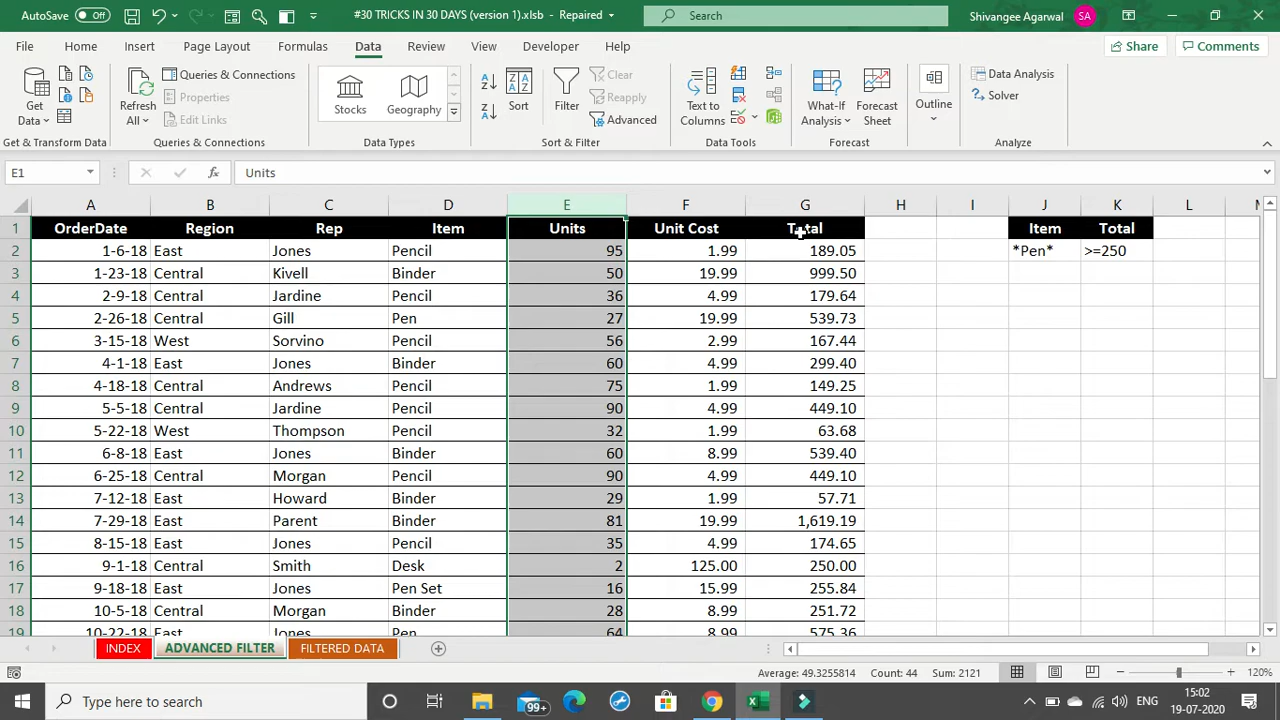 AutoSave Off #30 TRICKS IN 30 DAYS (version 1).xlsb - Repaired Search Shivangee Agarwal SA
File Home Insert Page Layout Formulas Data Review View Developer Help Share Comments
Get Data Refresh All Queries & Connections Properties Edit Links Stocks Geography Sort Filter Clear Reapply Advanced Text to Columns What-If Analysis Forecast Sheet Outline Data Analysis Solver
Get & Transform Data Queries & Connections Data Types Sort & Filter Data Tools Forecast Analyze
E1 fx Units
A B C D E F G H I J K L M
1 OrderDate Region Rep Item Units Unit Cost Total Item Total
2 1-6-18 East Jones Pencil 95 1.99 189.05 *Pen* >=250
3 1-23-18 Central Kivell Binder 50 19.99 999.50
4 2-9-18 Central Jardine Pencil 36 4.99 179.64
5 2-26-18 Central Gill Pen 27 19.99 539.73
6 3-15-18 West Sorvino Pencil 56 2.99 167.44
7 4-1-18 East Jones Binder 60 4.99 299.40
8 4-18-18 Central Andrews Pencil 75 1.99 149.25
9 5-5-18 Central Jardine Pencil 90 4.99 449.10
10 5-22-18 West Thompson Pencil 32 1.99 63.68
11 6-8-18 East Jones Binder 60 8.99 539.40
12 6-25-18 Central Morgan Pencil 90 4.99 449.10
13 7-12-18 East Howard Binder 29 1.99 57.71
14 7-29-18 East Parent Binder 81 19.99 1,619.19
15 8-15-18 East Jones Pencil 35 4.99 174.65
16 9-1-18 Central Smith Desk 2 125.00 250.00
17 9-18-18 East Jones Pen Set 16 15.99 255.84
18 10-5-18 Central Morgan Binder 28 8.99 251.72
19 10-22-18 East Jones Pen 64 8.99 575.36
INDEX ADVANCED FILTER FILTERED DATA
Average: 49.3255814 Count: 44 Sum: 2121 120%
Type here to search 99+ ENG 15:02
19-07-2020